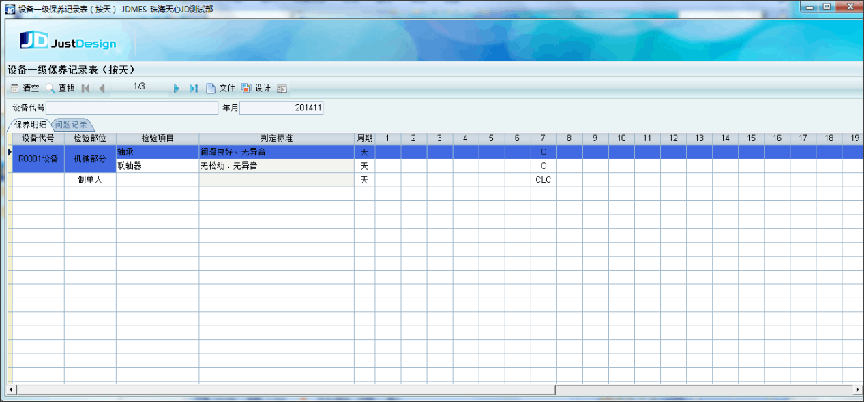 设备一级保养记录表(按天) JDMES 珠海天心JD测试部
JD JustDesign
设备一级保养记录表(按天)
清空 查找 1/3 文件 设计
设备代号 年月 201411
保养明细 问题记录
设备代号 检验部位 检验项目 判定标准 周期 1 2 3 4 5 6 7 8 9 10 11 12 13 14 15 16 17 18 19
R0001设备 机械部分 轴承 润滑良好,无异音 天 C
联轴器 无松动,无异音 天 C
制单人 天 CLC